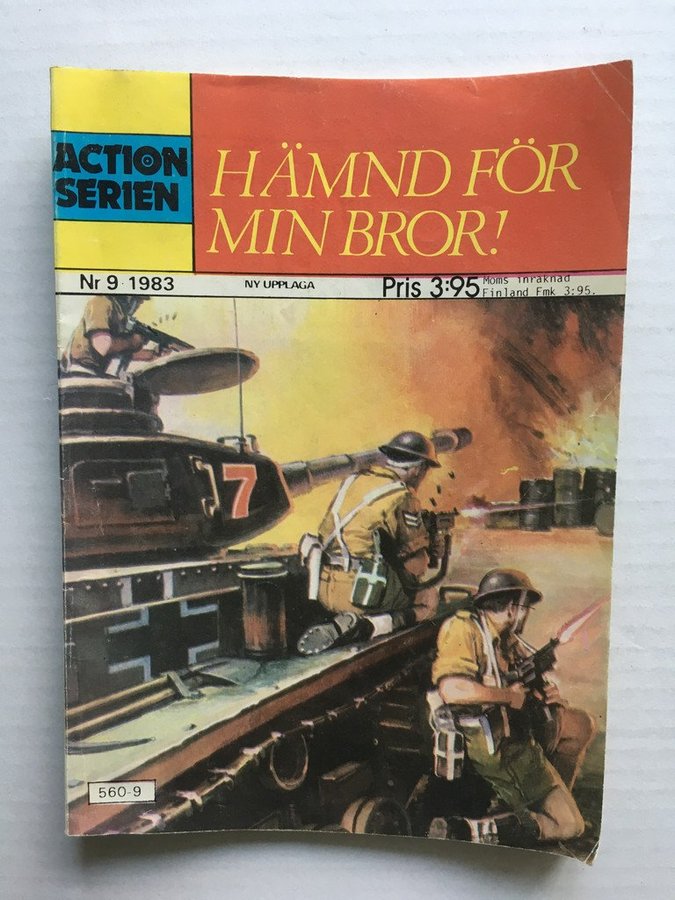 ACTION
SERIEN
HÄMND FÖR
MIN BROR!
Nr 9 · 1983
NY UPPLAGA
Pris 3:95
Moms inräknad
Finland Fmk 3:95.
7
560-9